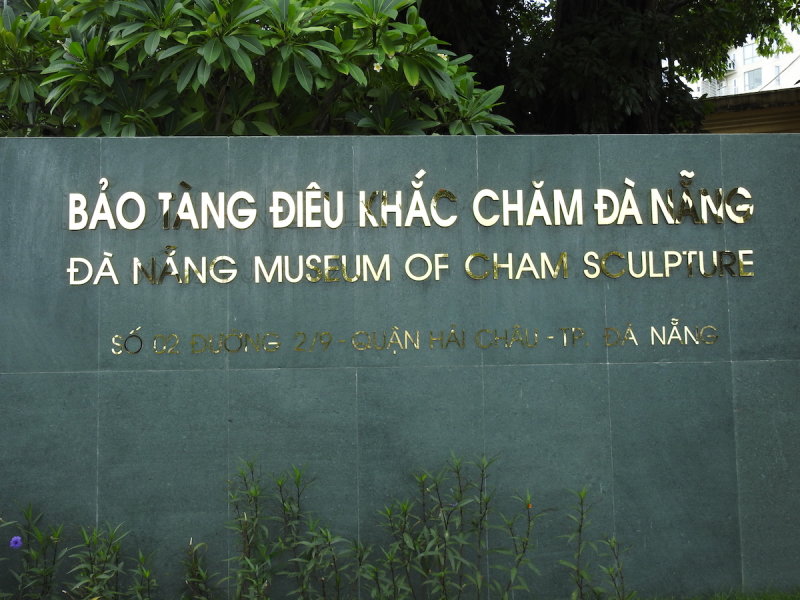 BẢO TÀNG ĐIÊU KHẮC CHĂM ĐÀ NẴNG
ĐÀ NẴNG MUSEUM OF CHAM SCULPTURE
SỐ 02 ĐƯỜNG 2/9 - QUẬN HẢI CHÂU - TP. ĐÀ NẴNG